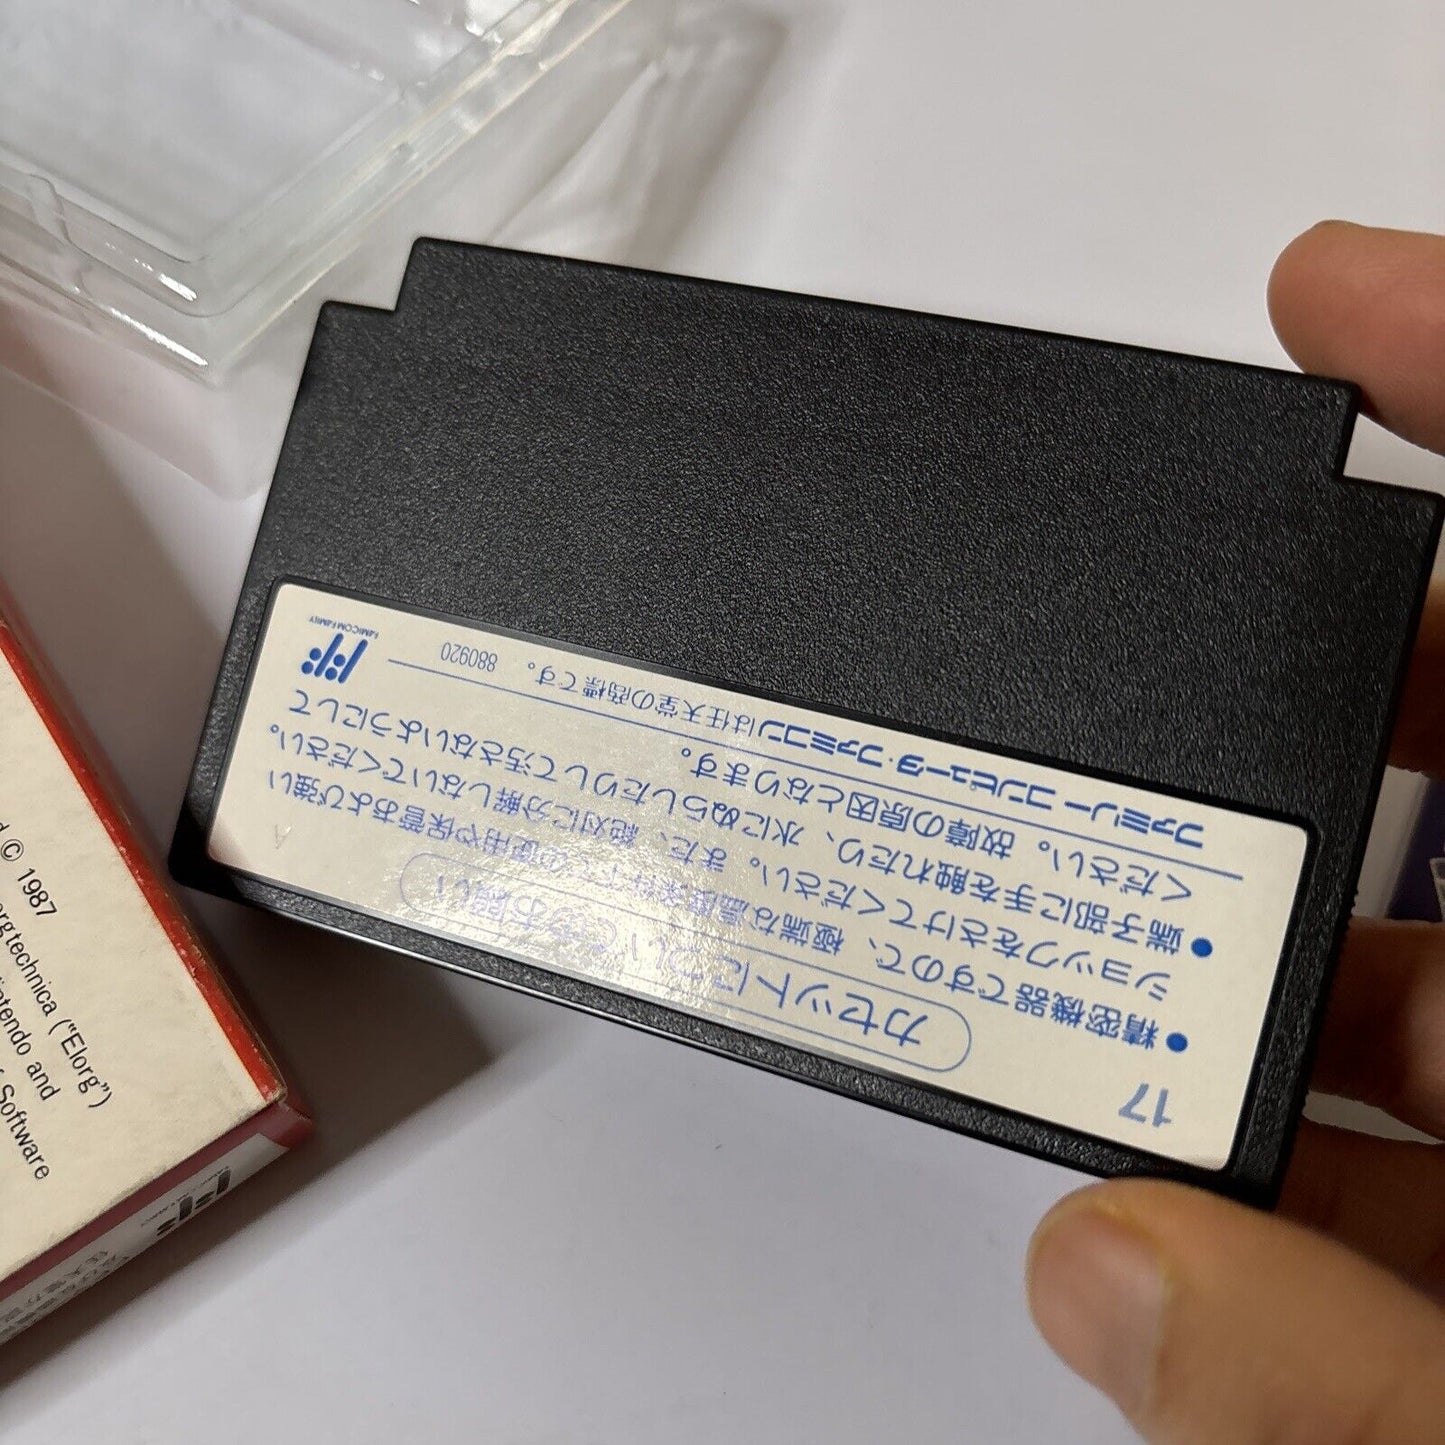 17
カセットについてのお願い
●精密機器ですので、極端な温度条件下での使用や保管および強い
ショックをさけてください。また、絶対に分解しないでください。
●端子部に手を触れたり、水にぬらしたりして汚さないようにして
ください。故障の原因となります。
A
ファミリーコンピュータ・ファミコンは任天堂の商標です。 880920
FAMICOM FAMILY
© 1987
orgtechnica ("Elorg")
intendo and
Software